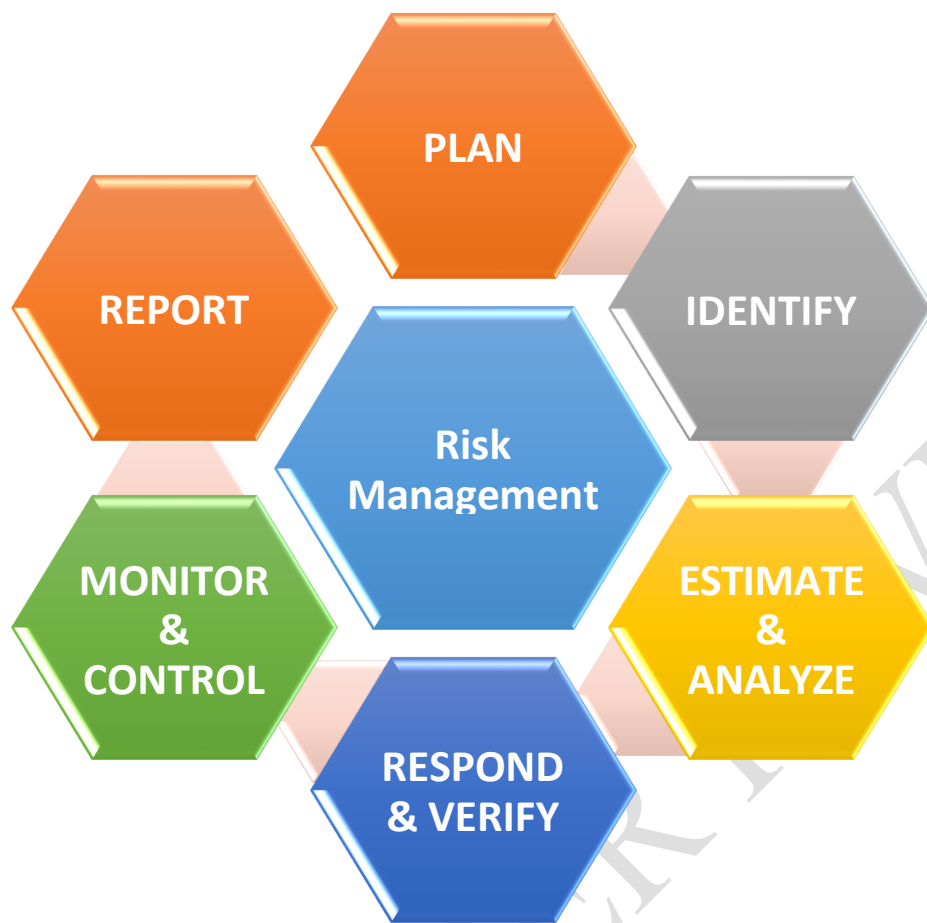 PLAN
IDENTIFY
ESTIMATE
&
ANALYZE
RESPOND
& VERIFY
MONITOR
&
CONTROL
REPORT
Risk
Management